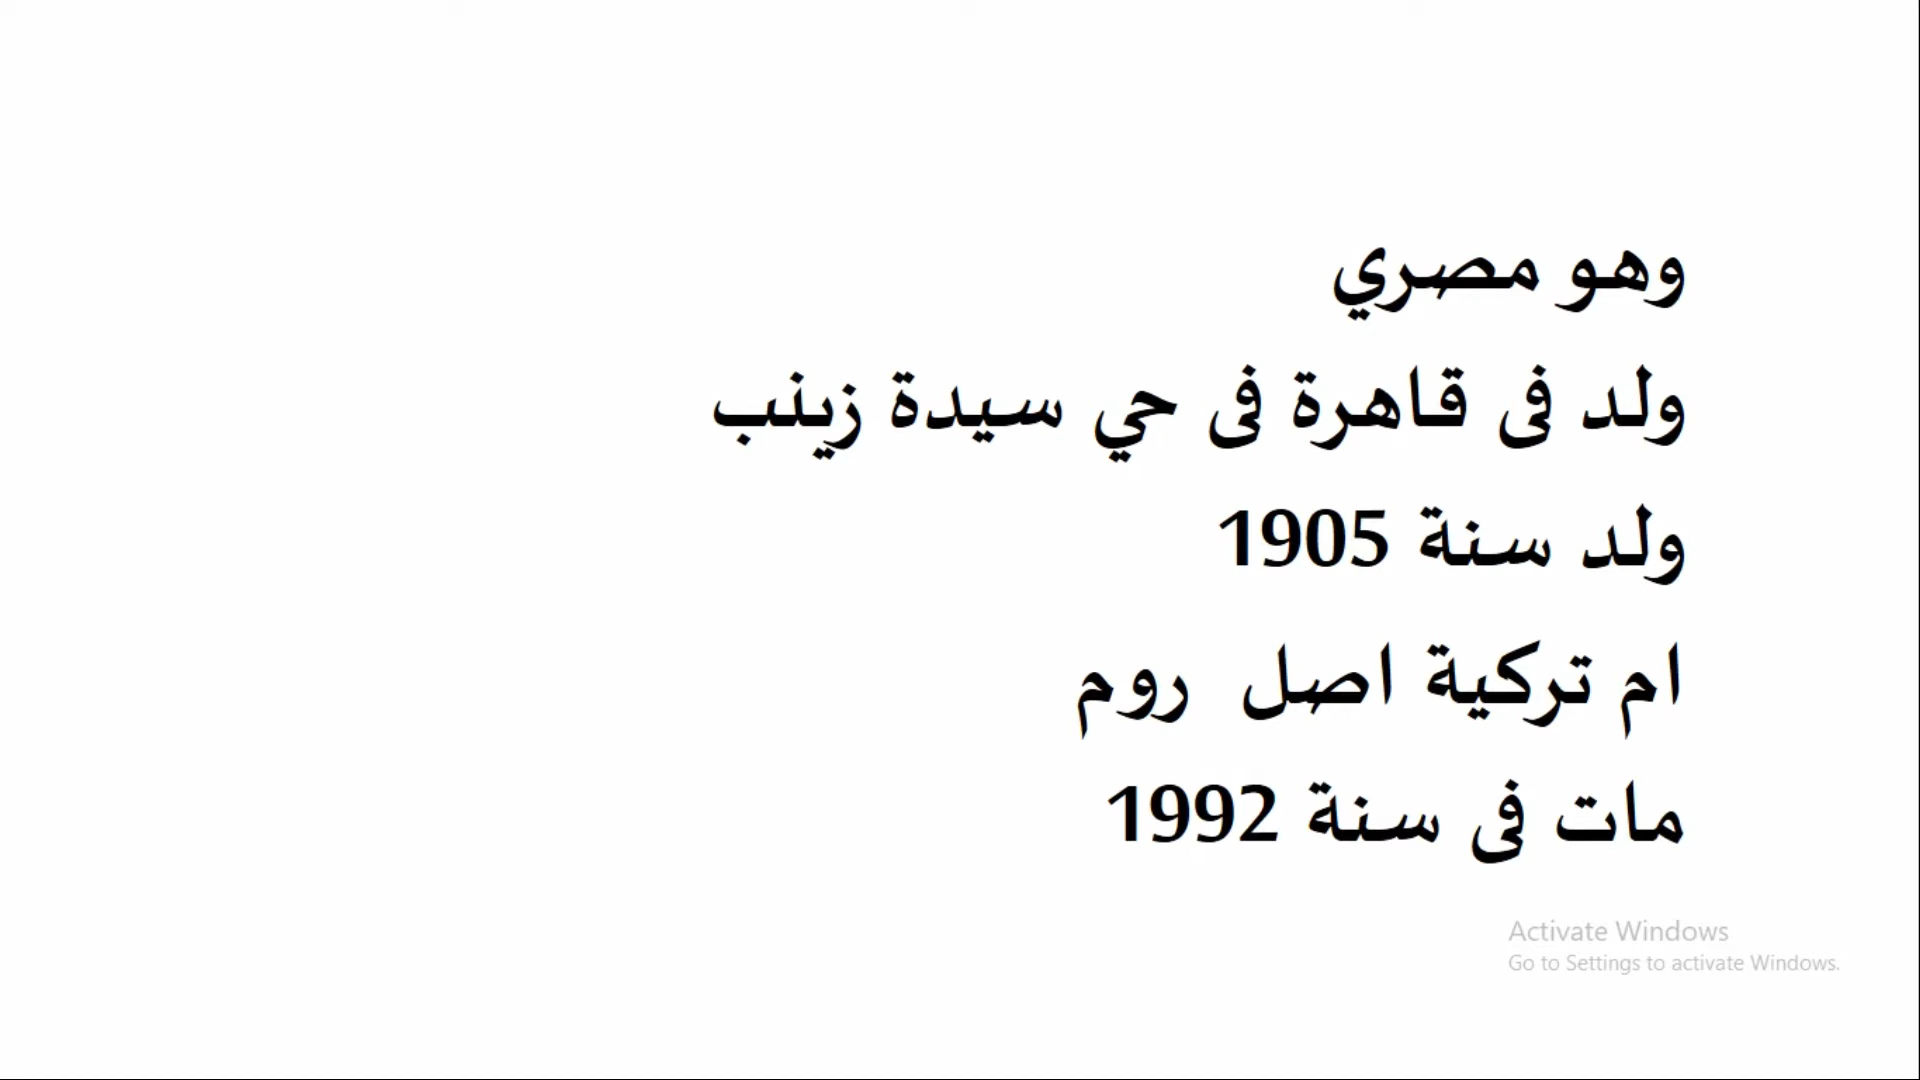 وهو مصري
ولد فى قاهرة فى حي سيدة زينب
ولد سنة 1905
ام تركية اصل روم
مات فى سنة 1992
Activate Windows
Go to Settings to activate Windows.